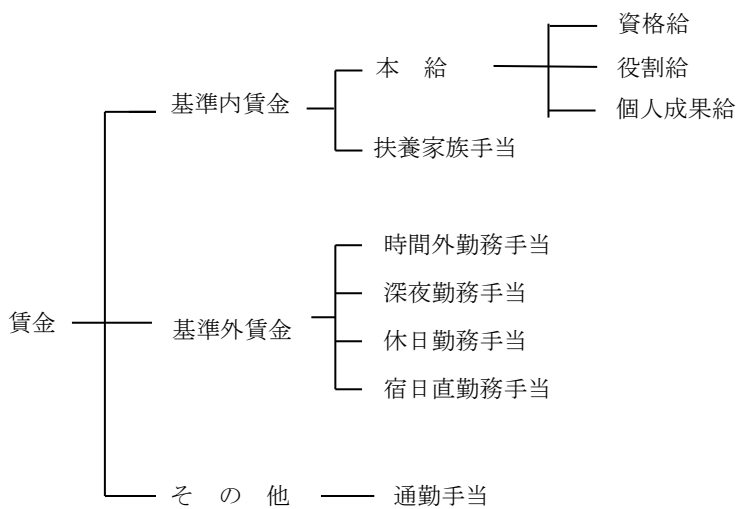 資格給
本　給
役割給
基準内賃金
個人成果給
扶養家族手当
時間外勤務手当
深夜勤務手当
賃金
基準外賃金
休日勤務手当
宿日直勤務手当
そ　の　他
通勤手当